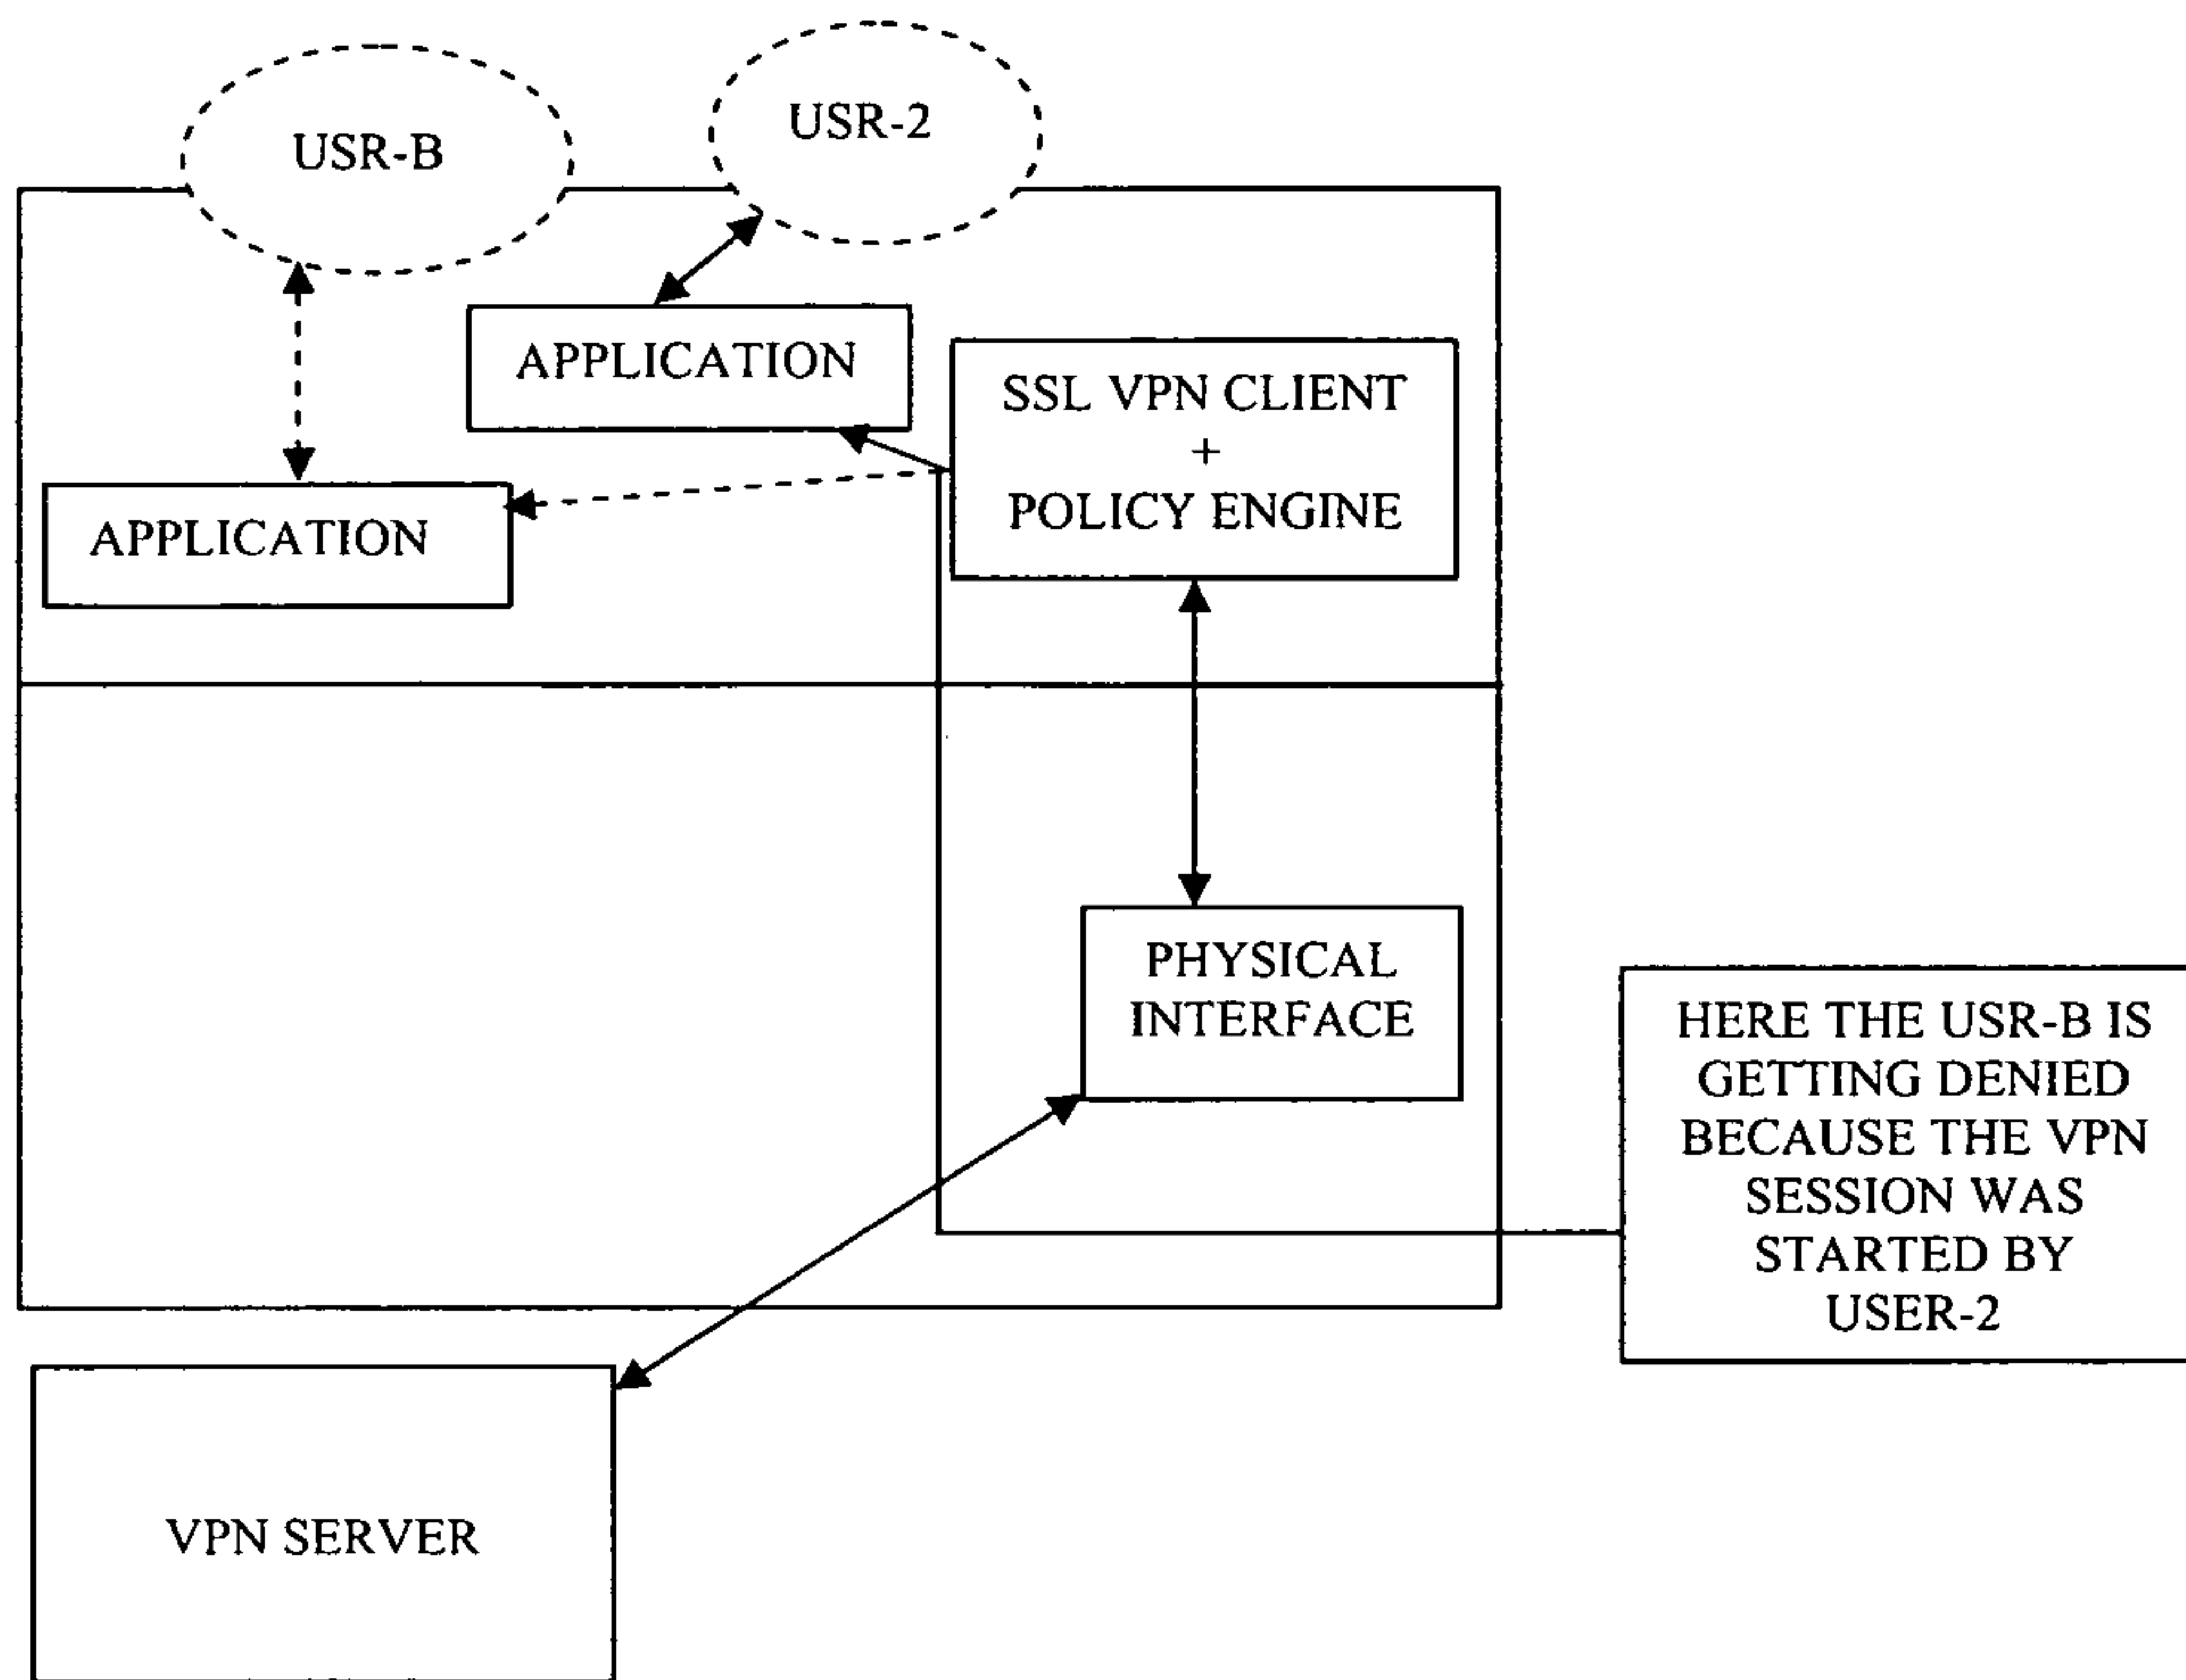 USR-B
USR-2
APPLICATION
SSL VPN CLIENT
+
POLICY ENGINE
APPLICATION
PHYSICAL
INTERFACE
HERE THE USR-B IS
GETTING DENIED
BECAUSE THE VPN
SESSION WAS
STARTED BY
USER-2
VPN SERVER